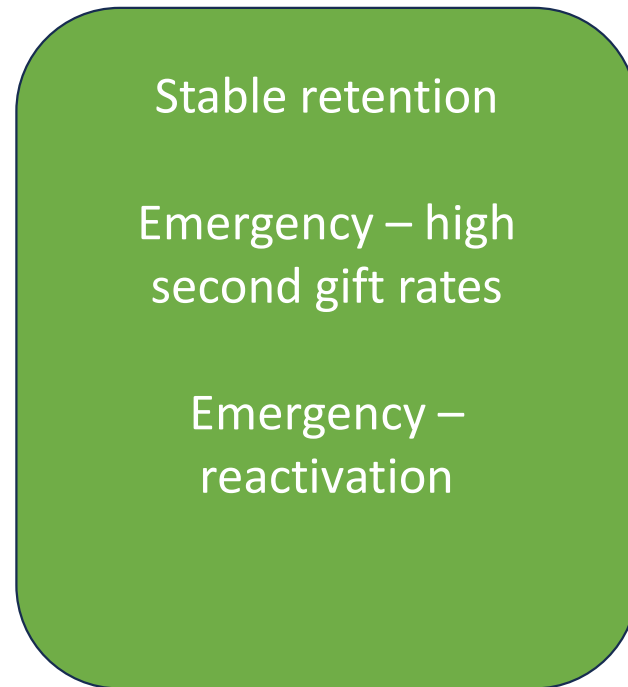 Stable retention
Emergency – high
second gift rates
Emergency –
reactivation